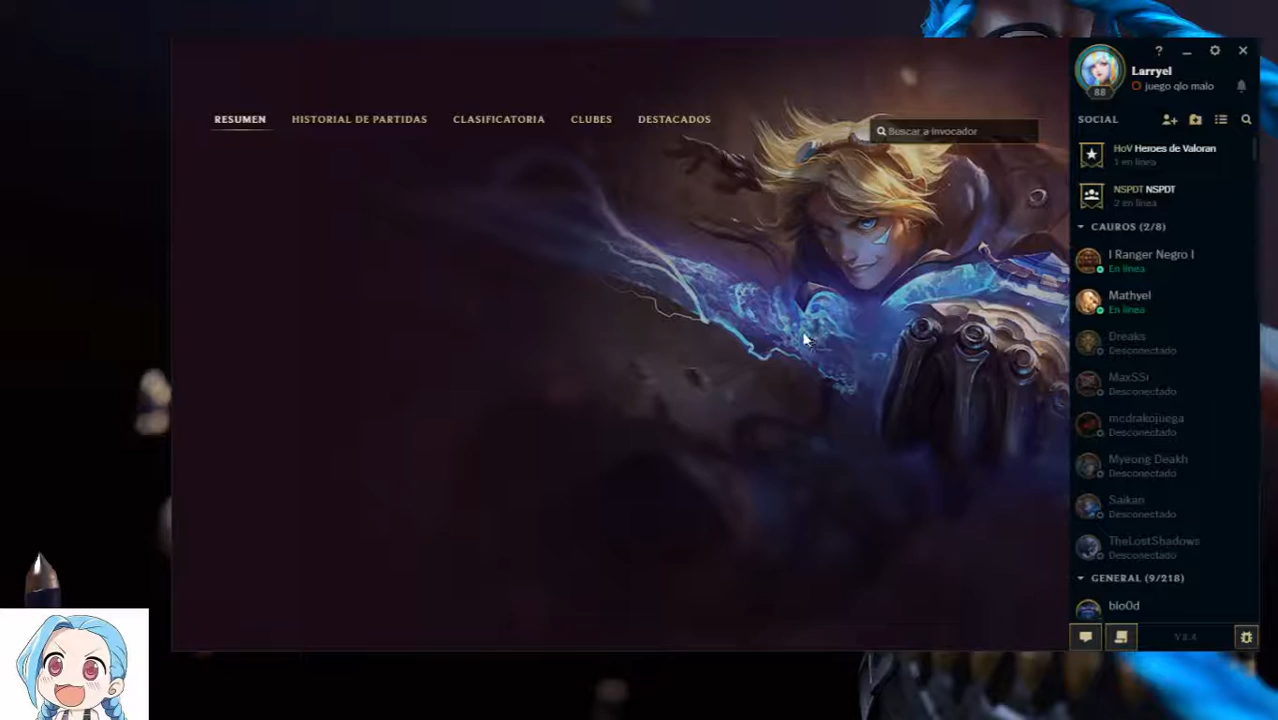 ?
Larryel
juego qlo malo
88
RESUMEN HISTORIAL DE PARTIDAS CLASIFICATORIA CLUBES DESTACADOS
Buscar a invocador
SOCIAL
HoV Heroes de Valoran
1 en línea
NSPDT NSPDT
2 en línea
CAUROS (2/8)
I Ranger Negro I
En línea
Mathyel
En línea
Dreaks
Desconectado
MaxSSi
Desconectado
mcdrakojuega
Desconectado
Myeong Deakh
Desconectado
Saikan
Desconectado
TheLostShadows
Desconectado
GENERAL (9/218)
blo0d
V8.4